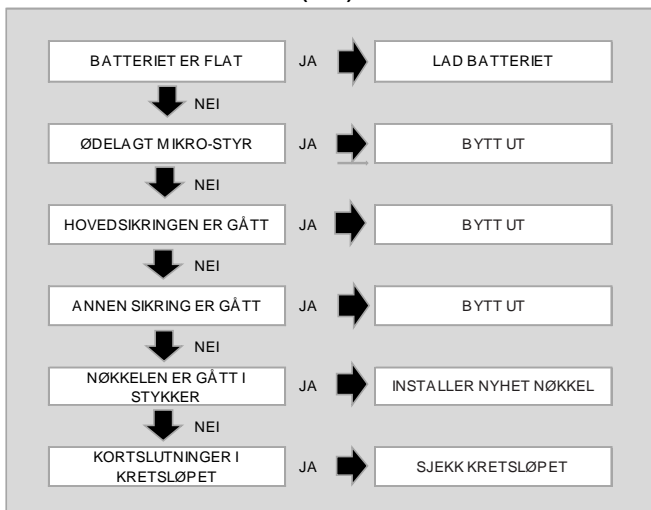 BATTERIET ER FLAT JA LAD BATTERIET
NEI
ØDELAGT MIKRO-STYR JA BYTT UT
NEI
HOVEDSIKRINGEN ER GÅTT JA BYTT UT
NEI
ANNEN SIKRING ER GÅTT JA BYTT UT
NEI
NØKKELEN ER GÅTT I
STYKKER
JA INSTALLER NYHET NØKKEL
NEI
KORTSLUTNINGER I
KRETSLØPET
JA SJEKK KRETSLØPET